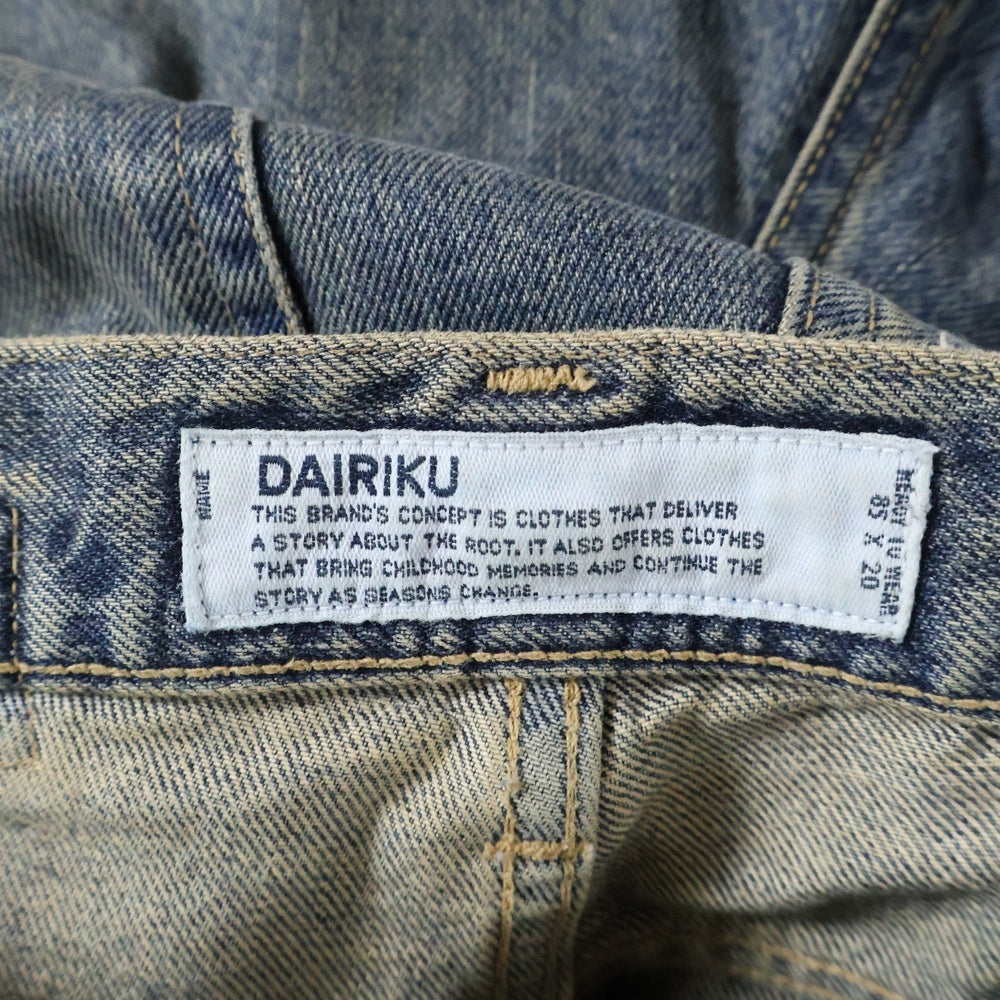 DAIRIKU
THIS BRAND'S CONCEPT IS CLOTHES THAT DELIVER
A STORY ABOUT THE ROOT. IT ALSO OFFERS CLOTHES
THAT BRING CHILDHOOD MEMORIES AND CONTINUE THE
STORY AS SEASONS CHANGE.
NAME
READY TO WEAR
85 X 20